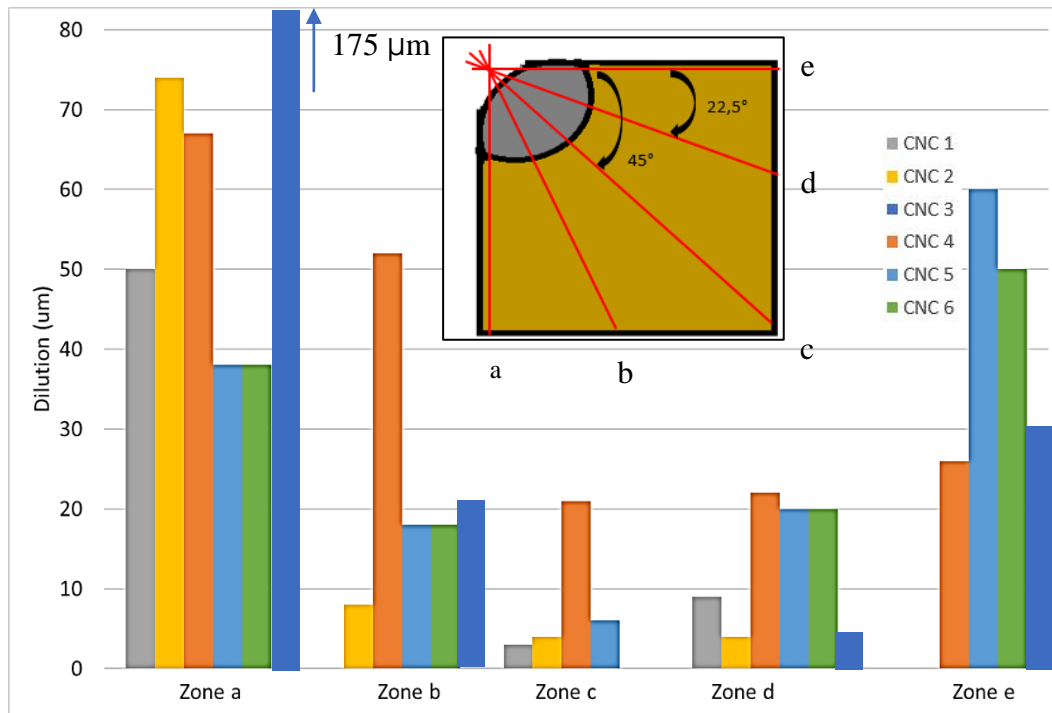 80
175 µm
70
60
50
40
30
20
10
0
Dilution (um)
e
22,5°
45°
d
c
b
a
CNC 1
CNC 2
CNC 3
CNC 4
CNC 5
CNC 6
Zone a
Zone b
Zone c
Zone d
Zone e